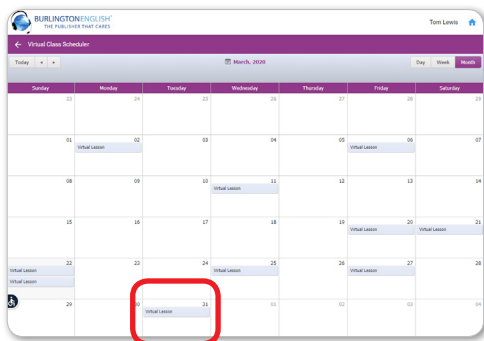 BURLINGTONENGLISH®
THE PUBLISHER THAT CARES
Tom Lewis
Virtual Class Scheduler
Today
March, 2020
Day Week Month
Sunday Monday Tuesday Wednesday Thursday Friday Saturday
23 24 25 26 27 28 29
01 02 03 04 05 06 07
Virtual Lesson Virtual Lesson
08 09 10 11 12 13 14
Virtual Lesson
15 16 17 18 19 20 21
Virtual Lesson Virtual Lesson
22 23 24 25 26 27 28
Virtual Lesson Virtual Lesson Virtual Lesson
Virtual Lesson
29 30 31 01 02 03 04
Virtual Lesson